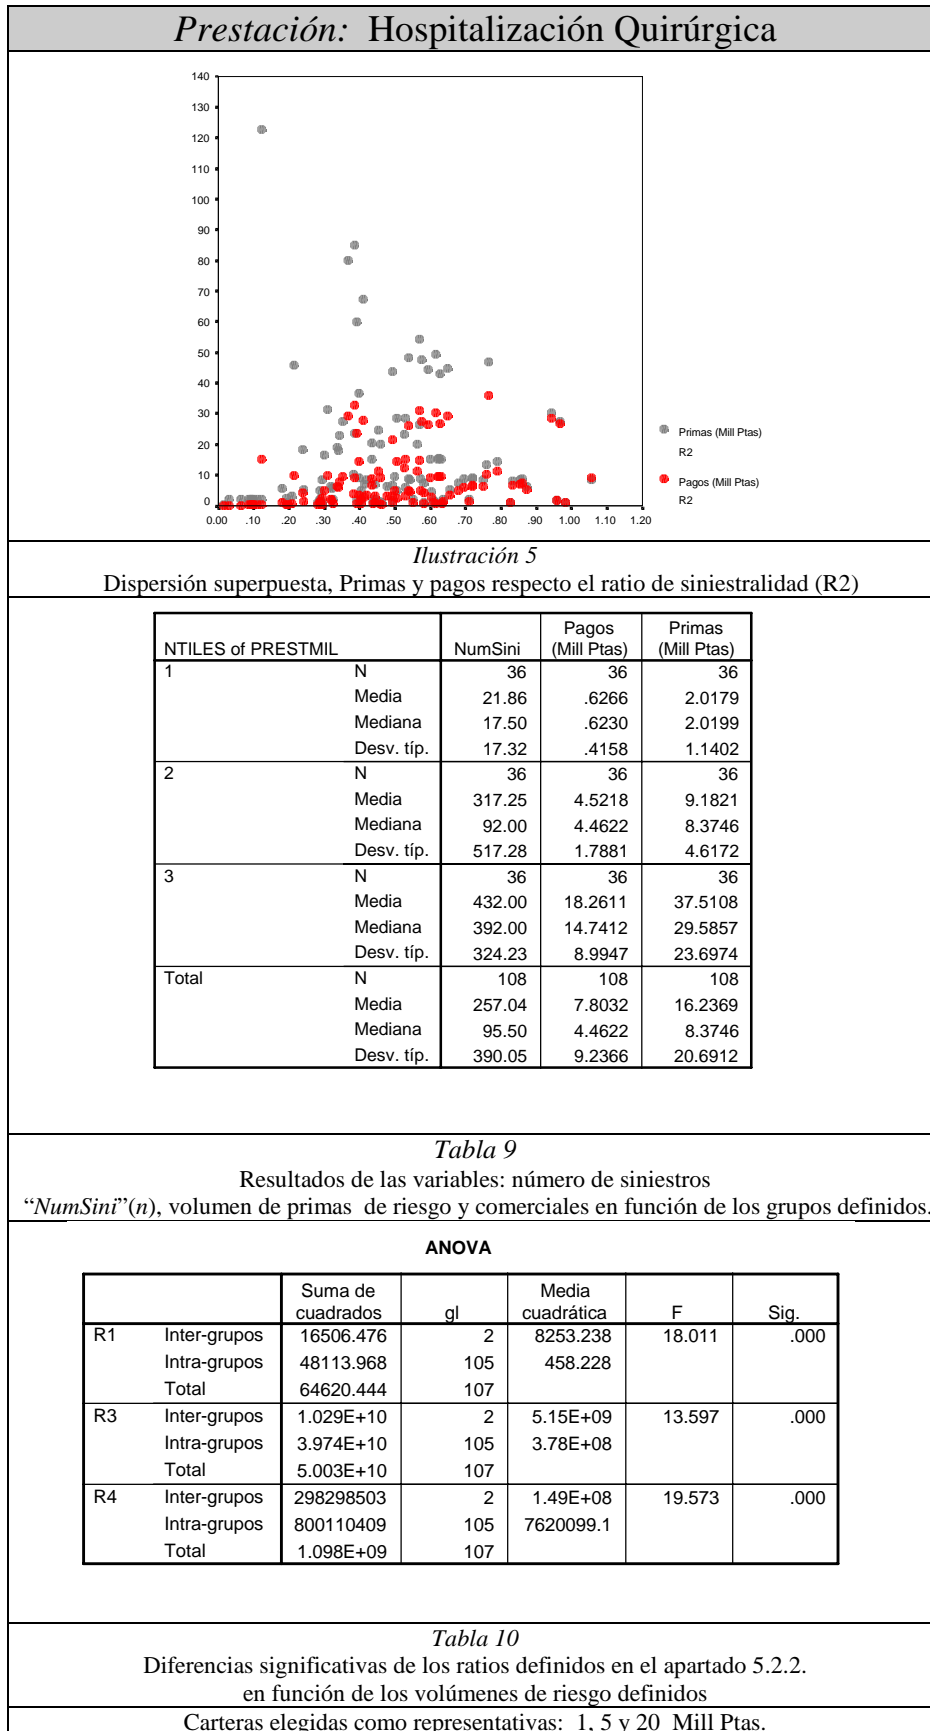 Prestación: Hospitalización Quirúrgica
140
130
120
110
100
90
80
70
60
50
40
30
20
10
0
0.00 .10 .20 .30 .40 .50 .60 .70 .80 .90 1.00 1.10 1.20
Primas (Mill Ptas)
R2
Pagos (Mill Ptas)
R2
Ilustración 5
Dispersión superpuesta, Primas y pagos respecto el ratio de siniestralidad (R2)
NTILES of PRESTMIL NumSini Pagos (Mill Ptas) Primas (Mill Ptas)
1 N 36 36 36
Media 21.86 .6266 2.0179
Mediana 17.50 .6230 2.0199
Desv. típ. 17.32 .4158 1.1402
2 N 36 36 36
Media 317.25 4.5218 9.1821
Mediana 92.00 4.4622 8.3746
Desv. típ. 517.28 1.7881 4.6172
3 N 36 36 36
Media 432.00 18.2611 37.5108
Mediana 392.00 14.7412 29.5857
Desv. típ. 324.23 8.9947 23.6974
Total N 108 108 108
Media 257.04 7.8032 16.2369
Mediana 95.50 4.4622 8.3746
Desv. típ. 390.05 9.2366 20.6912
Tabla 9
Resultados de las variables: número de siniestros
“NumSini”(n), volumen de primas de riesgo y comerciales en función de los grupos definidos.
ANOVA
Suma de cuadrados gl Media cuadrática F Sig.
R1 Inter-grupos 16506.476 2 8253.238 18.011 .000
Intra-grupos 48113.968 105 458.228
Total 64620.444 107
R3 Inter-grupos 1.029E+10 2 5.15E+09 13.597 .000
Intra-grupos 3.974E+10 105 3.78E+08
Total 5.003E+10 107
R4 Inter-grupos 298298503 2 1.49E+08 19.573 .000
Intra-grupos 800110409 105 7620099.1
Total 1.098E+09 107
Tabla 10
Diferencias significativas de los ratios definidos en el apartado 5.2.2.
en función de los volúmenes de riesgo definidos
Carteras elegidas como representativas: 1, 5 y 20 Mill Ptas.